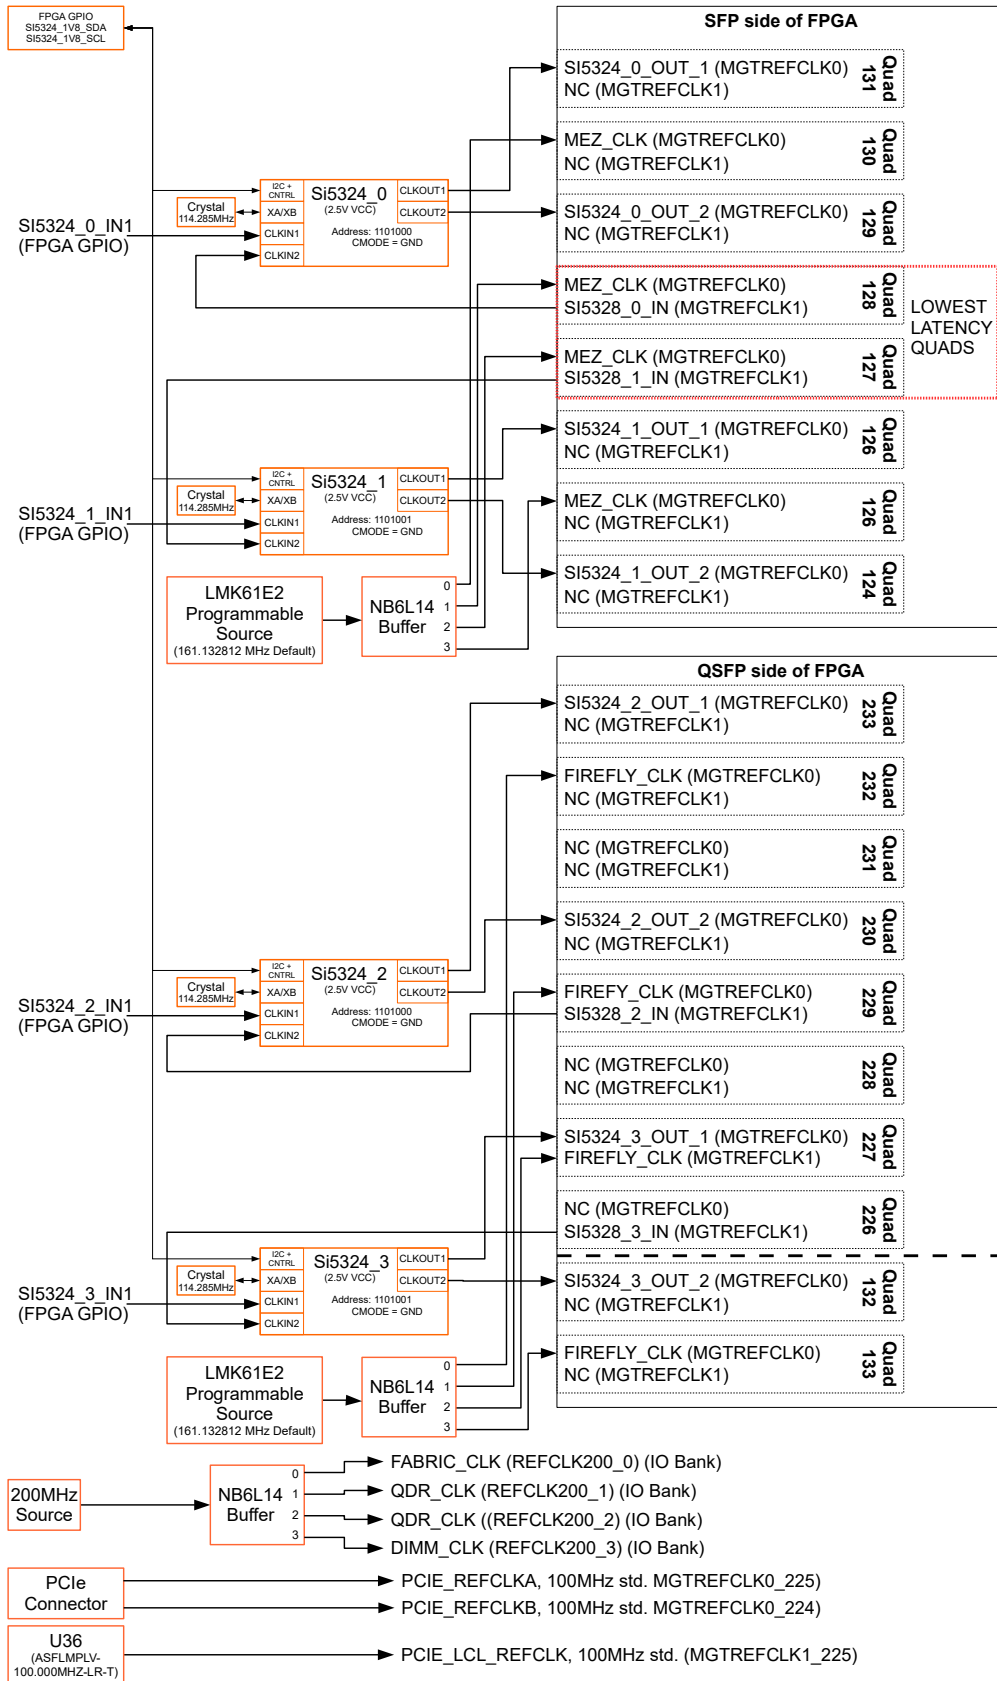 FPGA GPIO
SI5324_1V8_SDA
SI5324_1V8_SCL
SFP side of FPGA
SI5324_0_OUT_1 (MGTREFCLK0)
NC (MGTREFCLK1)
Quad
131
MEZ_CLK (MGTREFCLK0)
NC (MGTREFCLK1)
Quad
130
SI5324_0_OUT_2 (MGTREFCLK0)
NC (MGTREFCLK1)
Quad
129
MEZ_CLK (MGTREFCLK0)
SI5328_0_IN (MGTREFCLK1)
Quad
128
LOWEST
LATENCY
QUADS
MEZ_CLK (MGTREFCLK0)
SI5328_1_IN (MGTREFCLK1)
Quad
127
SI5324_1_OUT_1 (MGTREFCLK0)
NC (MGTREFCLK1)
Quad
126
MEZ_CLK (MGTREFCLK0)
NC (MGTREFCLK1)
Quad
126
SI5324_1_OUT_2 (MGTREFCLK0)
NC (MGTREFCLK1)
Quad
124
SI5324_0_IN1
(FPGA GPIO)
Crystal
114.285MHz
I2C +
CNTRL
XA/XB
CLKIN1
CLKIN2
Si5324_0
(2.5V VCC)
Address: 1101000
CMODE = GND
CLKOUT1
CLKOUT2
SI5324_1_IN1
(FPGA GPIO)
Crystal
114.285MHz
I2C +
CNTRL
XA/XB
CLKIN1
CLKIN2
Si5324_1
(2.5V VCC)
Address: 1101001
CMODE = GND
CLKOUT1
CLKOUT2
LMK61E2
Programmable
Source
(161.132812 MHz Default)
NB6L14
Buffer
0
1
2
3
QSFP side of FPGA
SI5324_2_OUT_1 (MGTREFCLK0)
NC (MGTREFCLK1)
Quad
233
FIREFLY_CLK (MGTREFCLK0)
NC (MGTREFCLK1)
Quad
232
NC (MGTREFCLK0)
NC (MGTREFCLK1)
Quad
231
SI5324_2_OUT_2 (MGTREFCLK0)
NC (MGTREFCLK1)
Quad
230
FIREFY_CLK (MGTREFCLK0)
SI5328_2_IN (MGTREFCLK1)
Quad
229
NC (MGTREFCLK0)
NC (MGTREFCLK1)
Quad
228
SI5324_3_OUT_1 (MGTREFCLK0)
FIREFLY_CLK (MGTREFCLK1)
Quad
227
NC (MGTREFCLK0)
SI5328_3_IN (MGTREFCLK1)
Quad
226
SI5324_3_OUT_2 (MGTREFCLK0)
NC (MGTREFCLK1)
Quad
132
FIREFLY_CLK (MGTREFCLK0)
NC (MGTREFCLK1)
Quad
133
SI5324_2_IN1
(FPGA GPIO)
Crystal
114.285MHz
I2C +
CNTRL
XA/XB
CLKIN1
CLKIN2
Si5324_2
(2.5V VCC)
Address: 1101000
CMODE = GND
CLKOUT1
CLKOUT2
SI5324_3_IN1
(FPGA GPIO)
Crystal
114.285MHz
I2C +
CNTRL
XA/XB
CLKIN1
CLKIN2
Si5324_3
(2.5V VCC)
Address: 1101001
CMODE = GND
CLKOUT1
CLKOUT2
LMK61E2
Programmable
Source
(161.132812 MHz Default)
NB6L14
Buffer
0
1
2
3
200MHz
Source
NB6L14
Buffer
0
1
2
3
FABRIC_CLK (REFCLK200_0) (IO Bank)
QDR_CLK (REFCLK200_1) (IO Bank)
QDR_CLK ((REFCLK200_2) (IO Bank)
DIMM_CLK (REFCLK200_3) (IO Bank)
PCIe
Connector
PCIE_REFCLKA, 100MHz std. MGTREFCLK0_225)
PCIE_REFCLKB, 100MHz std. MGTREFCLK0_224)
U36
(ASFLMPLV-
100.000MHZ-LR-T)
PCIE_LCL_REFCLK, 100MHz std. (MGTREFCLK1_225)